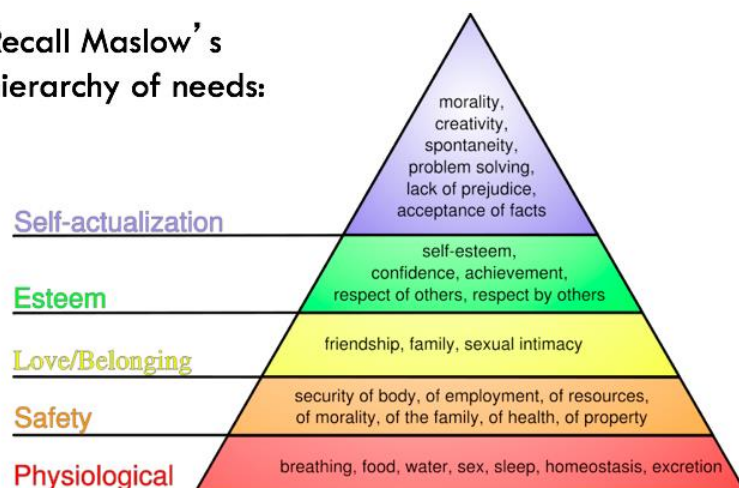 ecall Maslow's
ierarchy of needs:
morality,
creativity,
spontaneity,
problem solving,
lack of prejudice,
acceptance of facts
Self-actualization
self-esteem,
confidence, achievement,
respect of others, respect by others
Esteem
friendship, family, sexual intimacy
Love/Belonging
security of body, of employment, of resources,
of morality, of the family, of health, of property
Safety
breathing, food, water, sex, sleep, homeostasis, excretion
Physiological